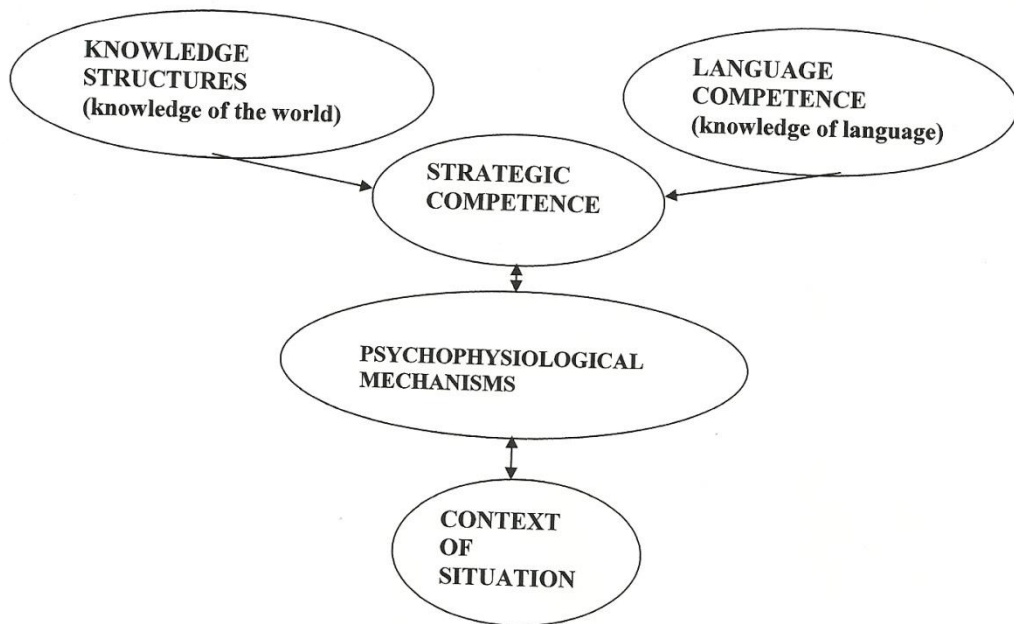 KNOWLEDGE
STRUCTURES
(knowledge of the world)
LANGUAGE
COMPETENCE
(knowledge of language)
STRATEGIC
COMPETENCE
PSYCHOPHYSIOLOGICAL
MECHANISMS
CONTEXT
OF
SITUATION